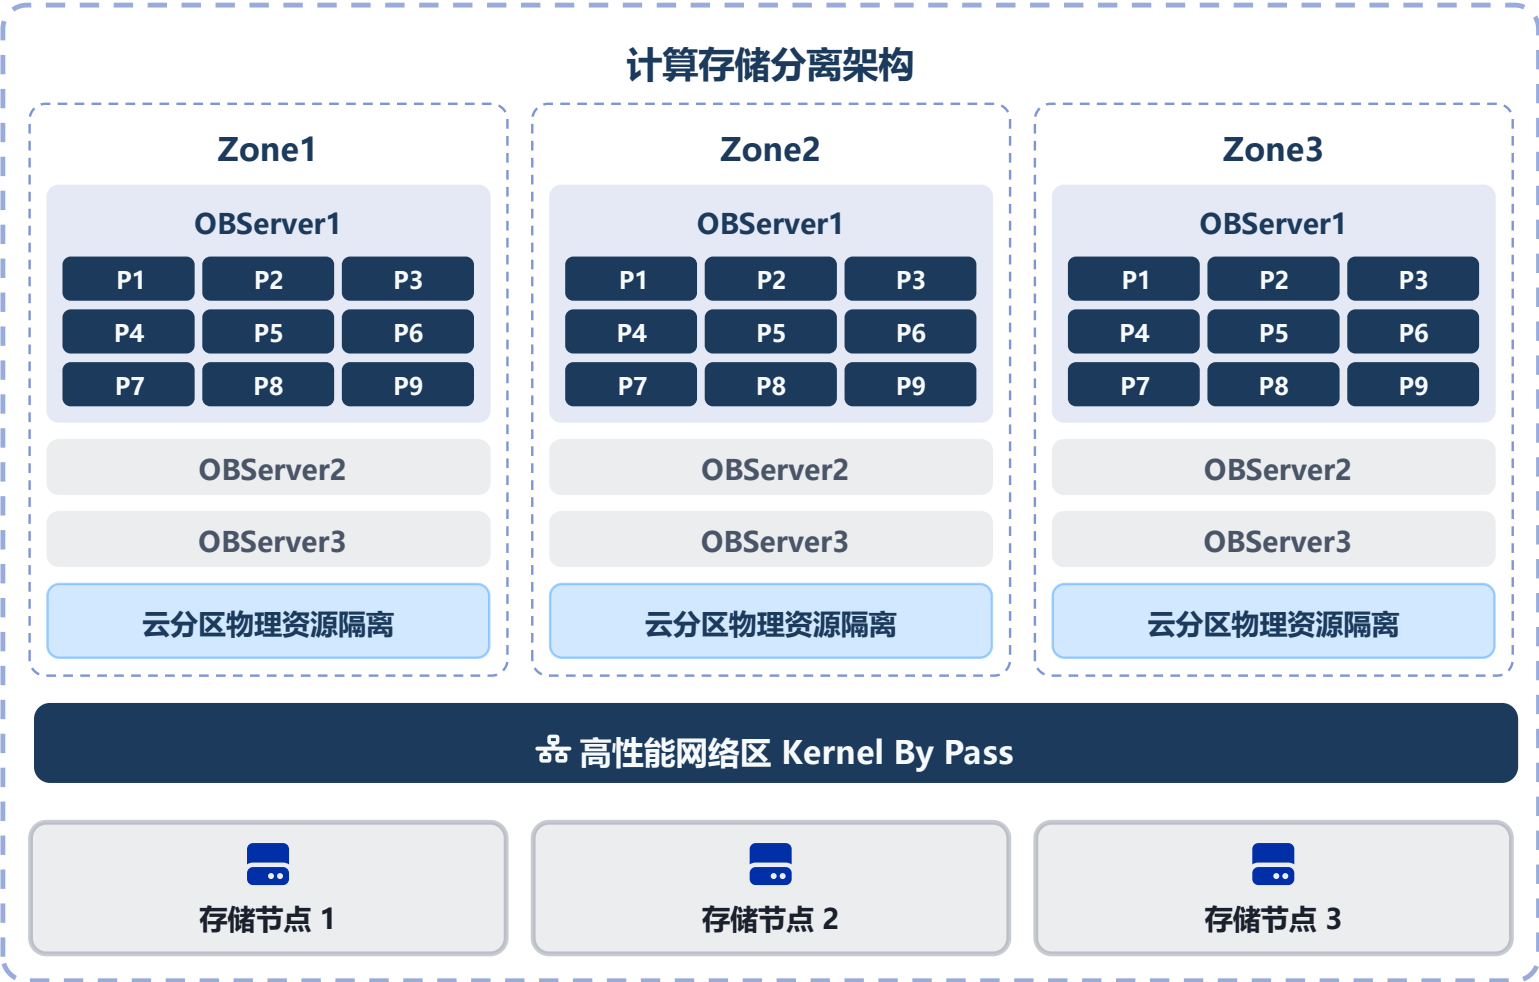 计算存储分离架构
Zone1
OBServer1
P1 P2 P3
P4 P5 P6
P7 P8 P9
OBServer2
OBServer3
云分区物理资源隔离
Zone2
OBServer1
P1 P2 P3
P4 P5 P6
P7 P8 P9
OBServer2
OBServer3
云分区物理资源隔离
Zone3
OBServer1
P1 P2 P3
P4 P5 P6
P7 P8 P9
OBServer2
OBServer3
云分区物理资源隔离
高性能网络区 Kernel By Pass
存储节点 1
存储节点 2
存储节点 3